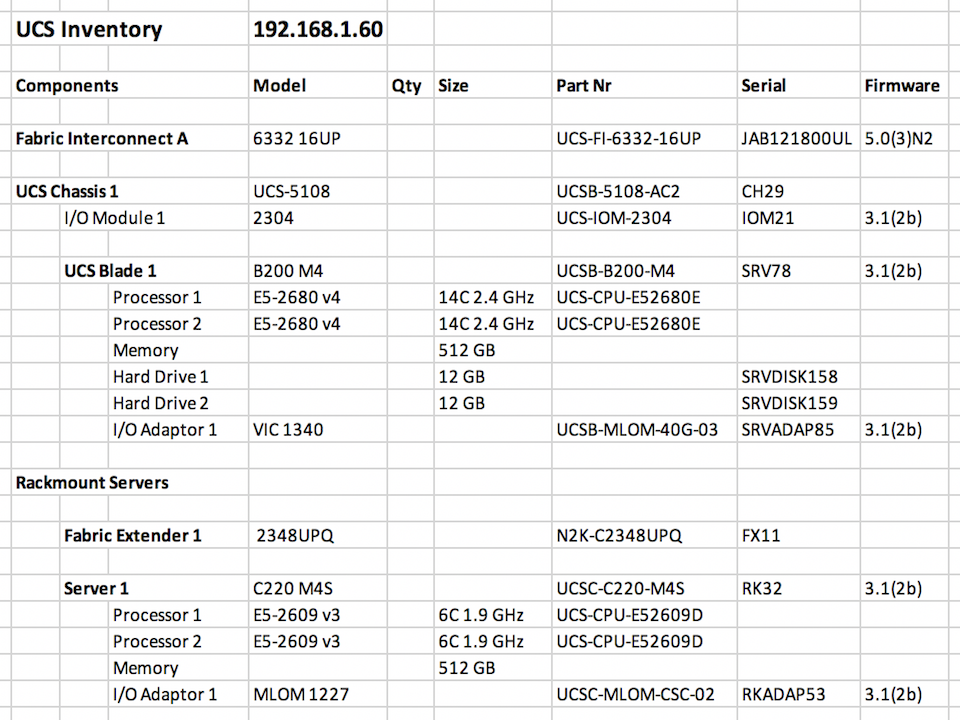 UCS Inventory 192.168.1.60
Components Model Qty Size Part Nr Serial Firmware
Fabric Interconnect A 6332 16UP UCS-FI-6332-16UP JAB121800UL 5.0(3)N2
UCS Chassis 1 UCS-5108 UCSB-5108-AC2 CH29
I/O Module 1 2304 UCS-IOM-2304 IOM21 3.1(2b)
UCS Blade 1 B200 M4 UCSB-B200-M4 SRV78 3.1(2b)
Processor 1 E5-2680 v4 14C 2.4 GHz UCS-CPU-E52680E
Processor 2 E5-2680 v4 14C 2.4 GHz UCS-CPU-E52680E
Memory 512 GB
Hard Drive 1 12 GB SRVDISK158
Hard Drive 2 12 GB SRVDISK159
I/O Adaptor 1 VIC 1340 UCSB-MLOM-40G-03 SRVADAP85 3.1(2b)
Rackmount Servers
Fabric Extender 1 2348UPQ N2K-C2348UPQ FX11
Server 1 C220 M4S UCSC-C220-M4S RK32 3.1(2b)
Processor 1 E5-2609 v3 6C 1.9 GHz UCS-CPU-E52609D
Processor 2 E5-2609 v3 6C 1.9 GHz UCS-CPU-E52609D
Memory 512 GB
I/O Adaptor 1 MLOM 1227 UCSC-MLOM-CSC-02 RKADAP53 3.1(2b)